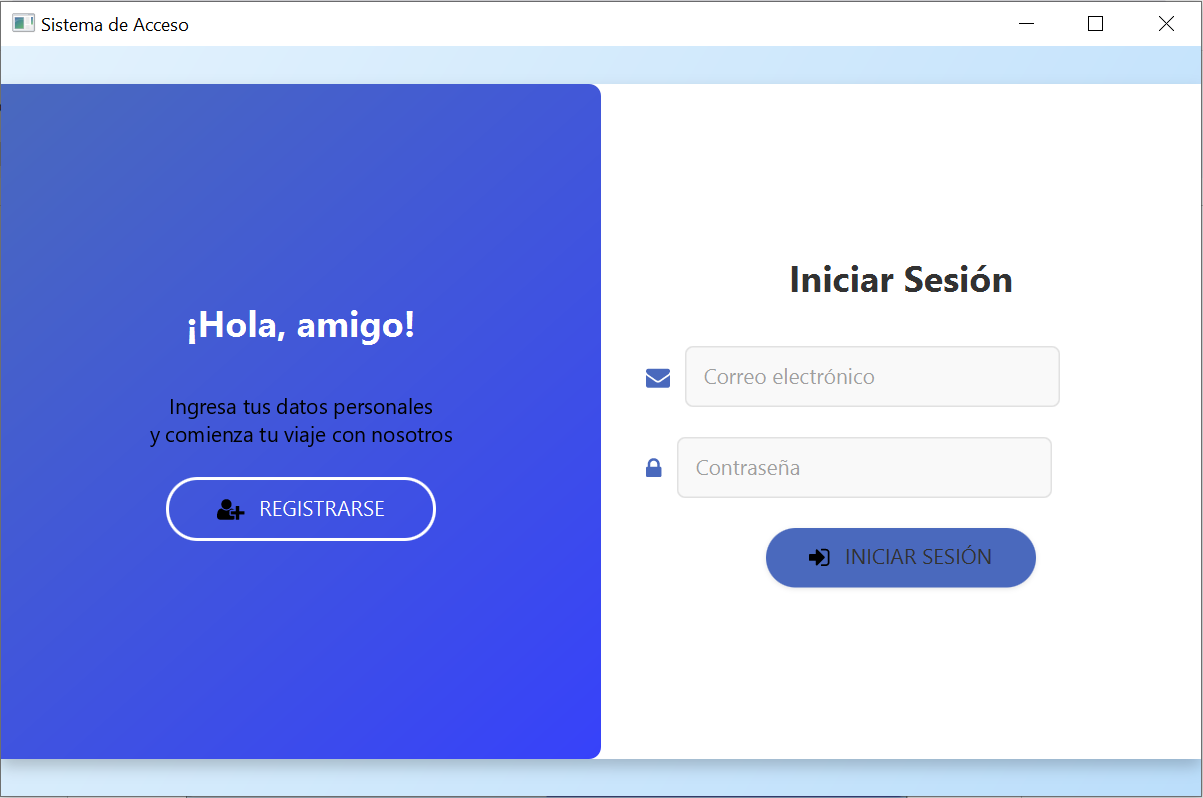 Sistema de Acceso
¡Hola, amigo!
Ingresa tus datos personales
y comienza tu viaje con nosotros
REGISTRARSE
Iniciar Sesión
Correo electrónico
Contraseña
INICIAR SESIÓN